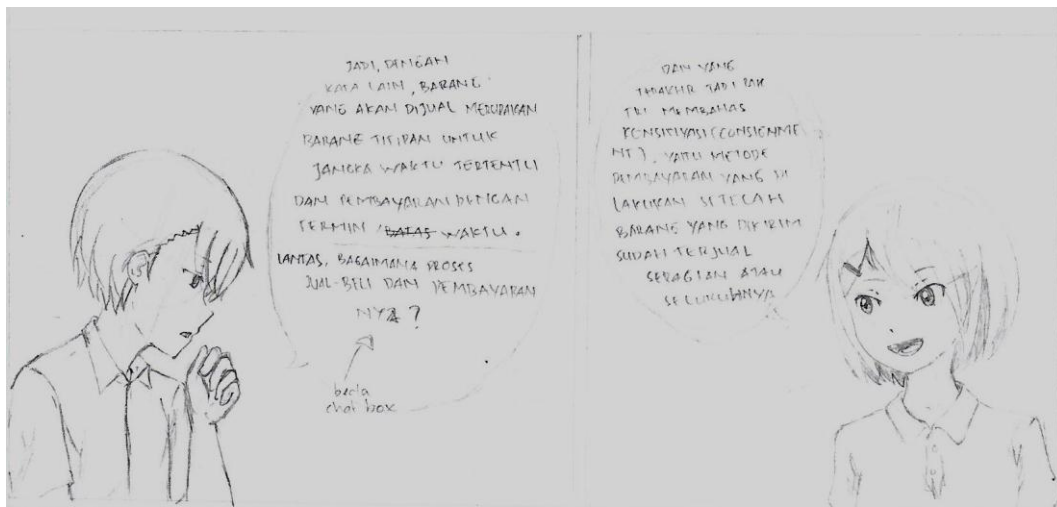 JADI, DENGAN
KATA LAIN, BARANG
YANG AKAN DIJUAL MERUPAKAN
BARANG TITIPAN UNTUK
JANGKA WAKTU TERTENTU
DAN PEMBAYARAN DENGAN
TERMIN / BATAS WAKTU.
LANTAS, BAGAIMANA PROSES
JUAL-BELI DAN PEMBAYARAN
NYA?
beda
chat box
DAN YANG
TERAKHIR TADI PAK
TRI MEMBAHAS
KONSINYASI (CONSIGNME
NT), YAITU METODE
PEMBAYARAN YANG DI
LAKUKAN SETELAH
BARANG YANG DIKIRIM
SUDAH TERJUAL
SEBAGIAN ATAU
SELURUHNYA